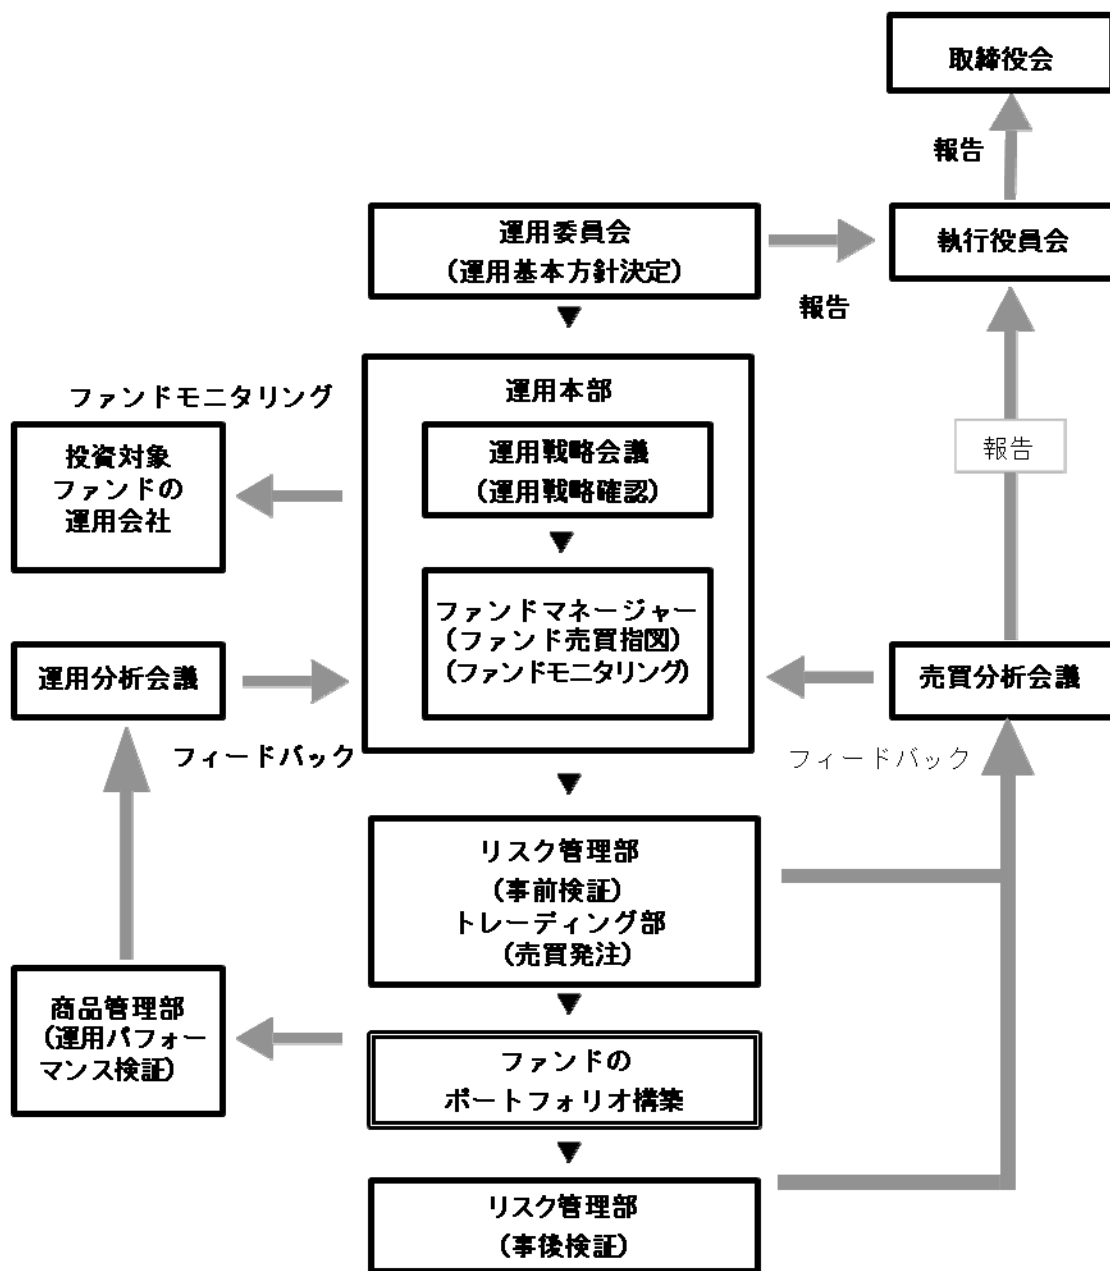 取締役会
報告
運用委員会
(運用基本方針決定)
執行役員会
報告
ファンドモニタリング
運用本部
投資対象
ファンドの
運用会社
運用戦略会議
(運用戦略確認)
報告
ファンドマネージャー
(ファンド売買指図)
(ファンドモニタリング)
運用分析会議
売買分析会議
フィードバック
フィードバック
リスク管理部
(事前検証)
トレーディング部
(売買発注)
商品管理部
(運用パフォー
マンス検証)
ファンドの
ポートフォリオ構築
リスク管理部
(事後検証)